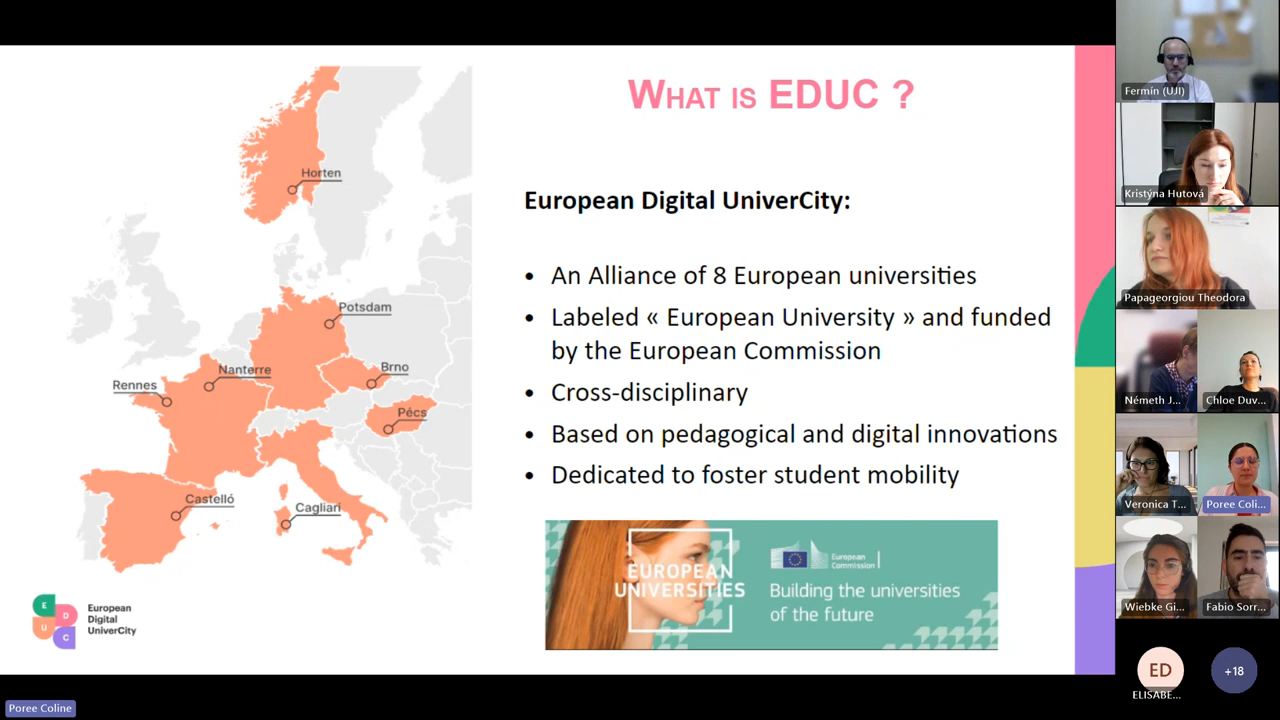 WHAT IS EDUC ?
European Digital UniverCity:
• An Alliance of 8 European universities
• Labeled « European University » and funded
by the European Commission
• Cross-disciplinary
• Based on pedagogical and digital innovations
• Dedicated to foster student mobility
Horten
Potsdam
Nanterre
Brno
Rennes
Pécs
Castelló
Cagliari
EUROPEAN
UNIVERSITIES
European
Commission
Building the universities
of the future
E
D
U
C
European
Digital
UniverCity
Poree Coline
Fermín (UJI)
Kristýna Hutová
Papageorgiou Theodora
Németh J...
Chloe Duv...
Veronica T...
Poree Coli...
Wiebke Gi...
Fabio Sorr...
ED
+18
ELISABE...